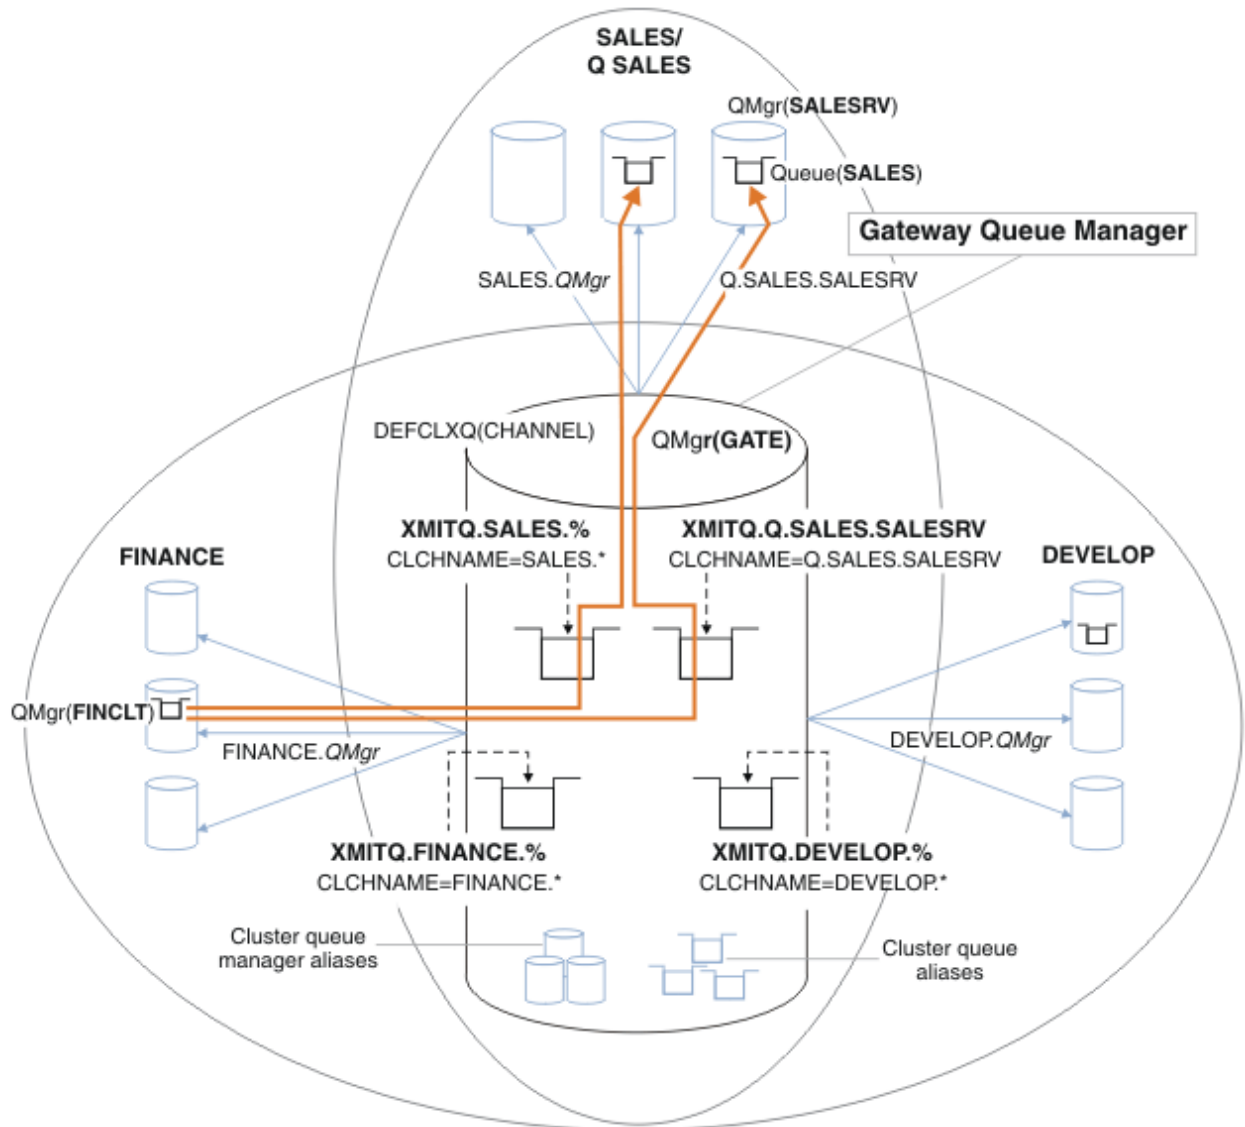 SALES/
Q SALES
QMgr(SALESRV)
Queue(SALES)
Gateway Queue Manager
SALES.QMgr
Q.SALES.SALESRV
DEFCLXQ(CHANNEL)
QMgr(GATE)
XMITQ.SALES.%
CLCHNAME=SALES.*
XMITQ.Q.SALES.SALESRV
CLCHNAME=Q.SALES.SALESRV
FINANCE
DEVELOP
QMgr(FINCLT)
FINANCE.QMgr
DEVELOP.QMgr
XMITQ.FINANCE.%
CLCHNAME=FINANCE.*
XMITQ.DEVELOP.%
CLCHNAME=DEVELOP.*
Cluster queue
manager aliases
Cluster queue
aliases